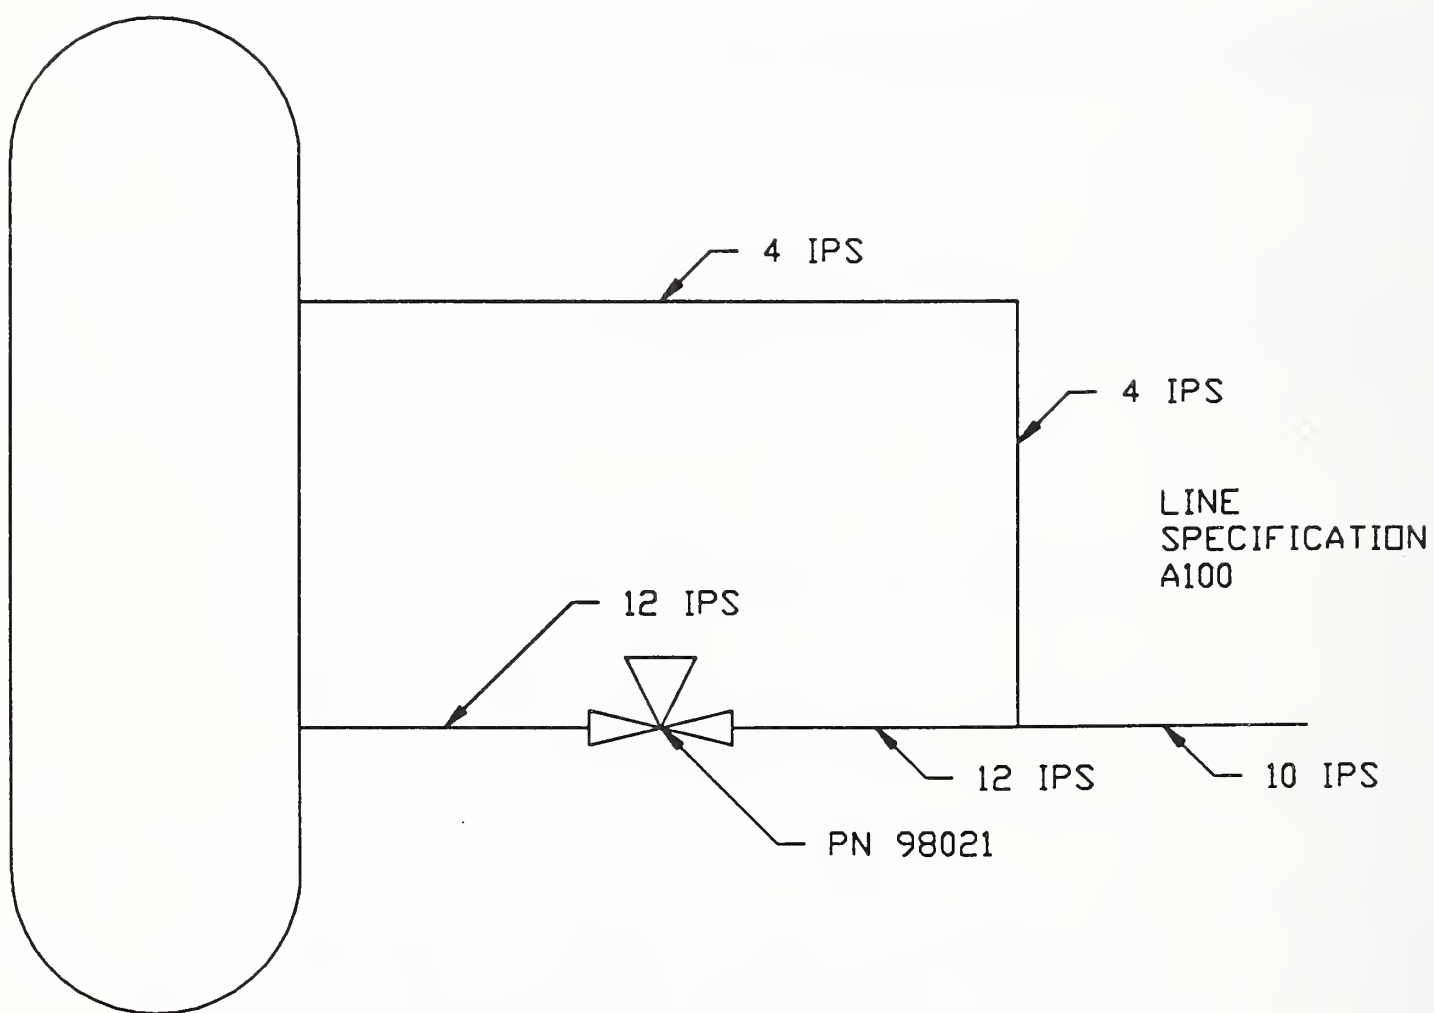 4 IPS
4 IPS
LINE
SPECIFICATION
A100
12 IPS
12 IPS
10 IPS
PN 98021